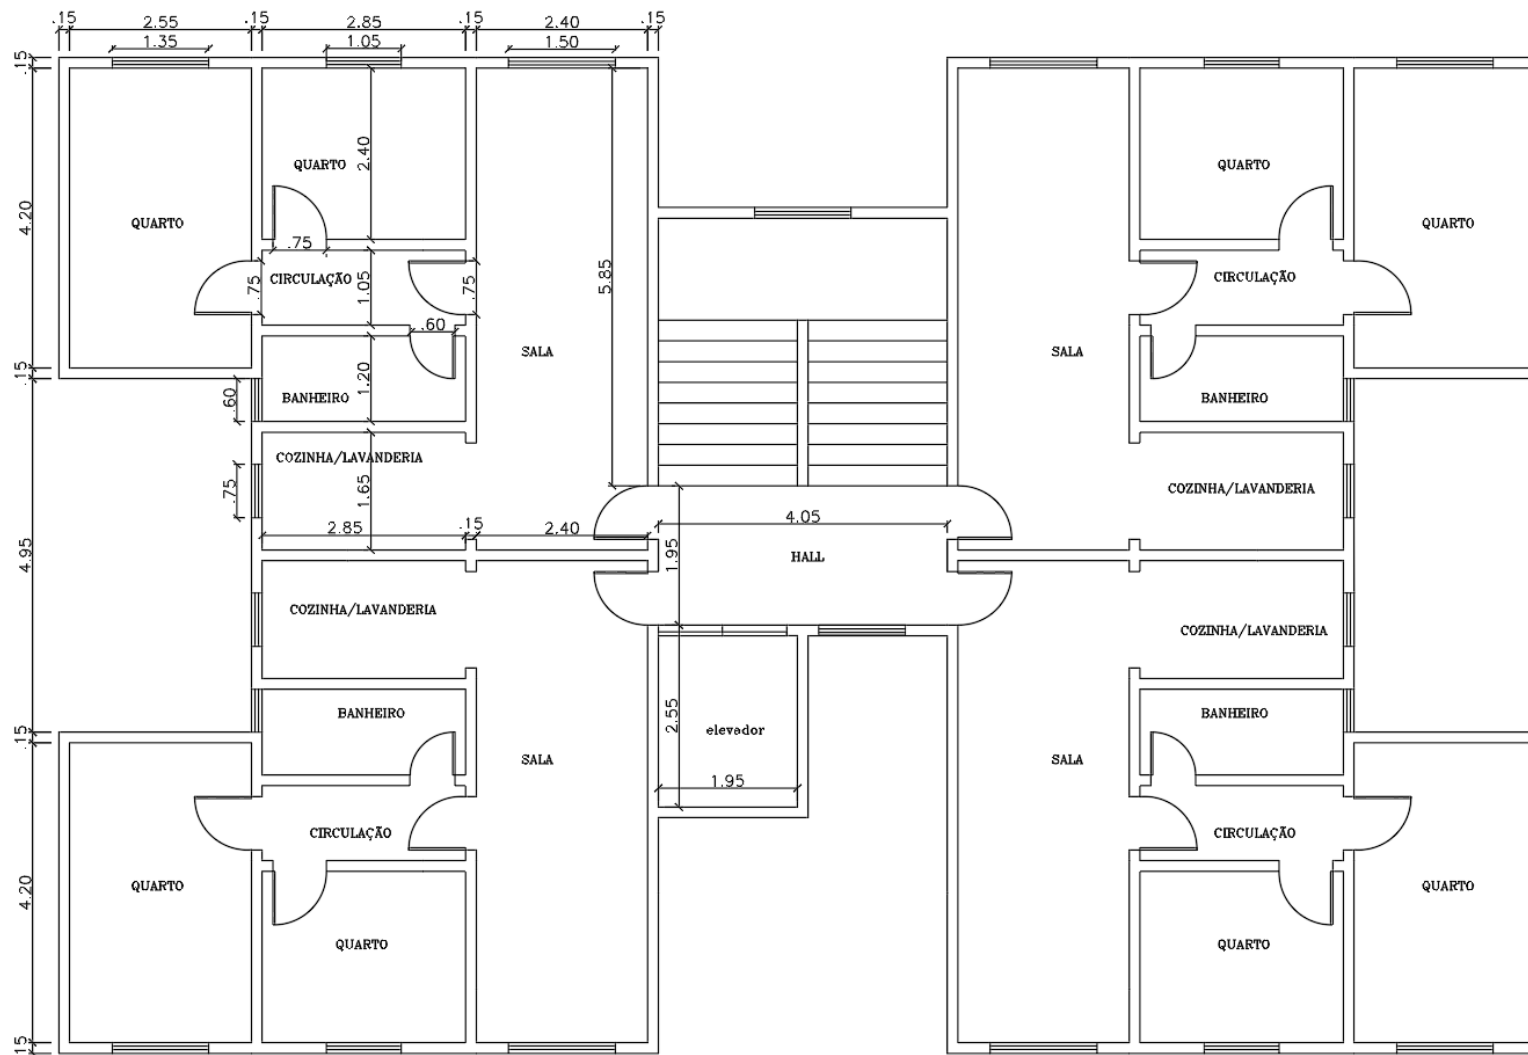 .15 2.55 .15 2.85 .15 2.40 .15
1.35 1.05 1.50
.15
4.20
.15
4.95
.15
4.20
.15
QUARTO
QUARTO
2.40
.75
CIRCULAÇÃO
.75
1.05
.75
.60
5.85
SALA
BANHEIRO
1.20
.60
COZINHA/LAVANDERIA
.75
1.65
2.85 .15 2.40
4.05
1.95
HALL
QUARTO
QUARTO
CIRCULAÇÃO
SALA
BANHEIRO
COZINHA/LAVANDERIA
COZINHA/LAVANDERIA
BANHEIRO
SALA
CIRCULAÇÃO
QUARTO
QUARTO
2.55
elevador
1.95
COZINHA/LAVANDERIA
BANHEIRO
SALA
CIRCULAÇÃO
QUARTO
QUARTO